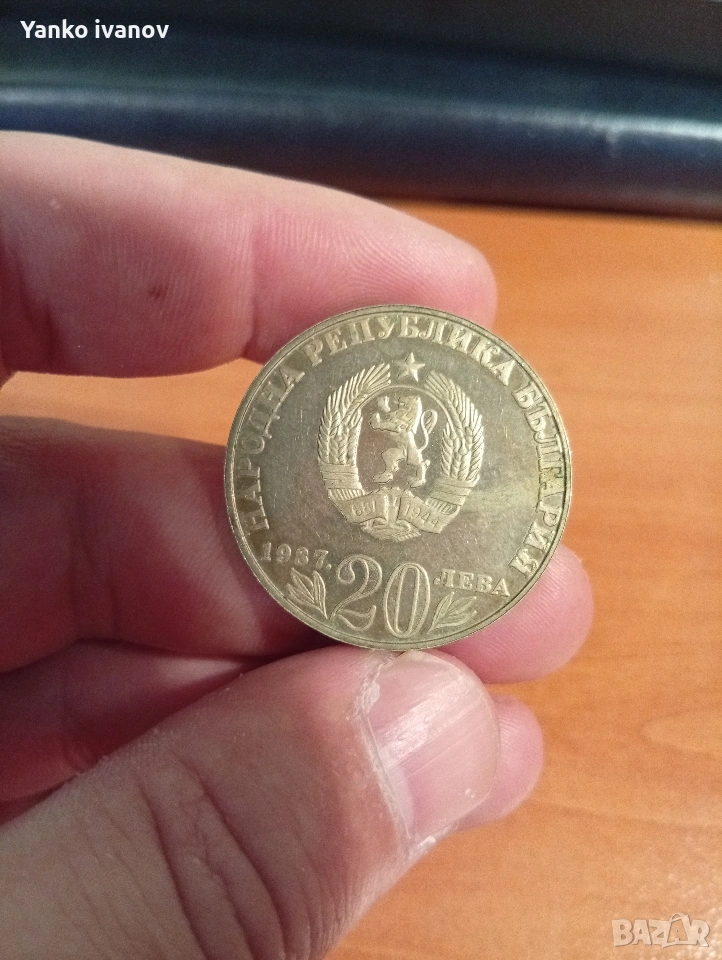 Yanko ivanov
НАРОДНА РЕПУБЛИКА БЪЛГАРИЯ
681 1944
1987.
20 ЛЕВА
BAZAR